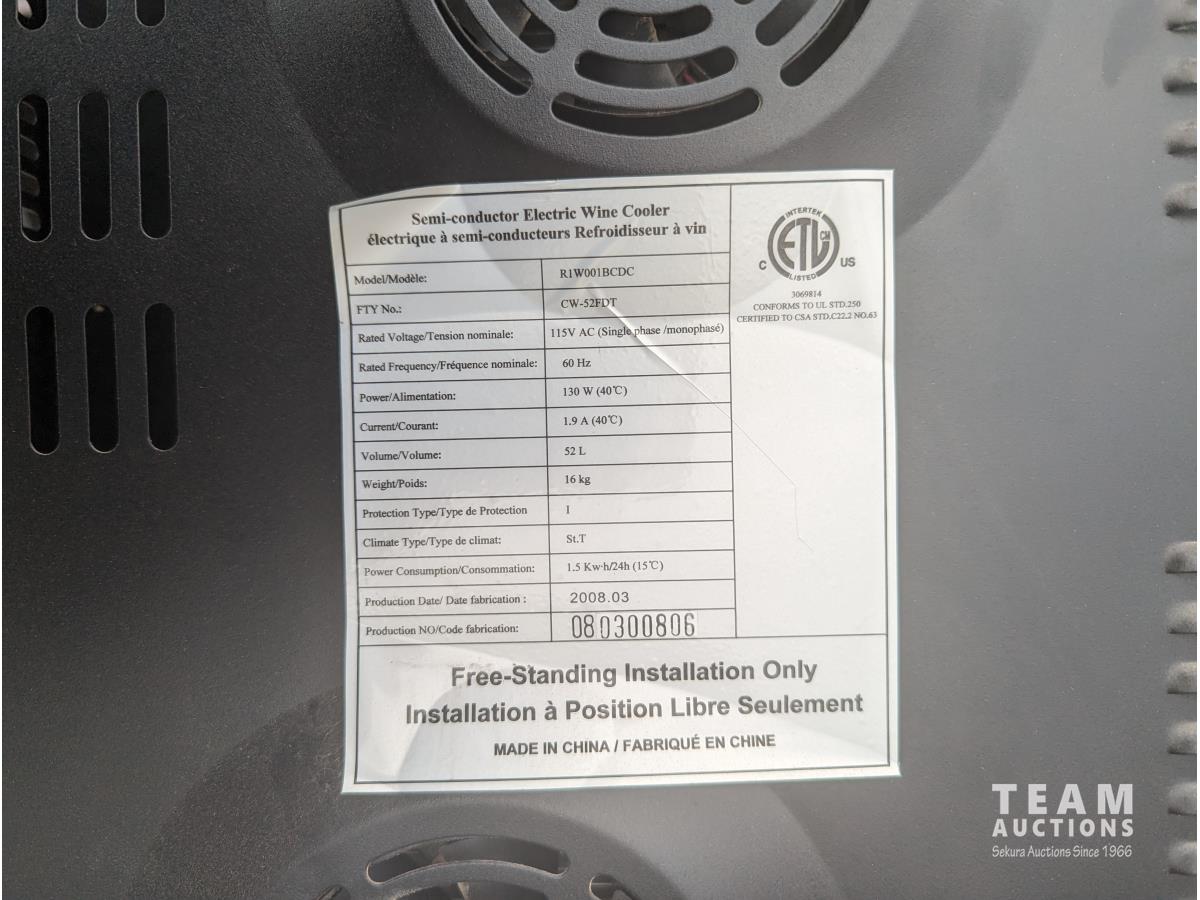 Semi-conductor Electric Wine Cooler
électrique à semi-conducteurs Refroidisseur à vin
Model/Modèle: R1W001BCDC
FTY No.: CW-52FDT
Rated Voltage/Tension nominale: 115V AC (Single phase /monophasé)
Rated Frequency/Fréquence nominale: 60 Hz
Power/Alimentation: 130 W (40℃)
Current/Courant: 1.9 A (40℃)
Volume/Volume: 52 L
Weight/Poids: 16 kg
Protection Type/Type de Protection I
Climate Type/Type de climat: St.T
Power Consumption/Consommation: 1.5 Kw·h/24h (15℃)
Production Date/ Date fabrication : 2008.03
Production NO/Code fabrication: 080300806
INTERTEK
ETL CM
C US
LISTED
3069814
CONFORMS TO UL STD.250
CERTIFIED TO CSA STD.C22.2 NO.63
Free-Standing Installation Only
Installation à Position Libre Seulement
MADE IN CHINA / FABRIQUÉ EN CHINE
TEAM
AUCTIONS
Sekura Auctions Since 1966